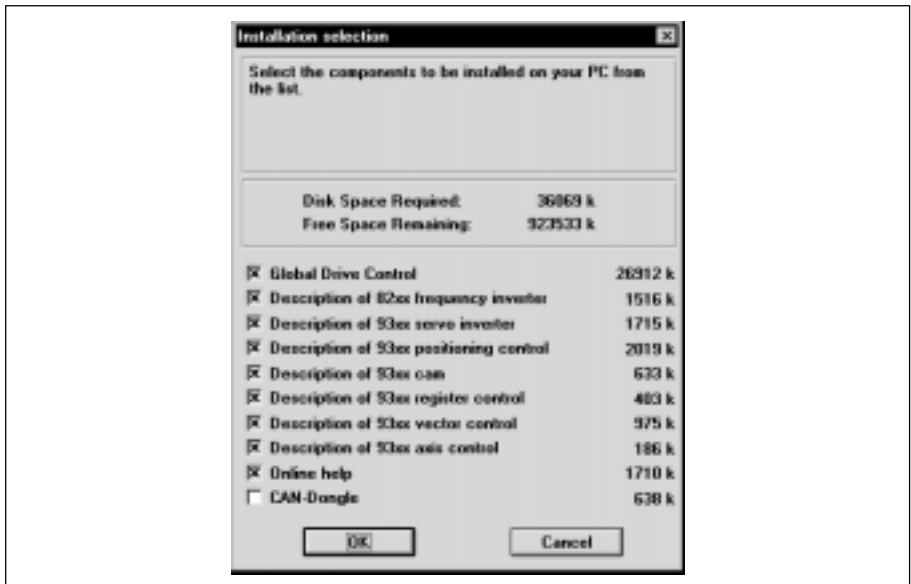 Installation selection
Select the components to be installed on your PC from
the list.
Disk Space Required: 36069 k
Free Space Remaining: 923533 k
Global Drive Control 26912 k
Description of 82xx frequency inverter 1516 k
Description of 93xx servo inverter 1715 k
Description of 93xx positioning control 2019 k
Description of 93xx cam 633 k
Description of 93xx register control 403 k
Description of 93xx vector control 975 k
Description of 93xx axis control 186 k
Online help 1710 k
CAN-Dongle 638 k
OK Cancel